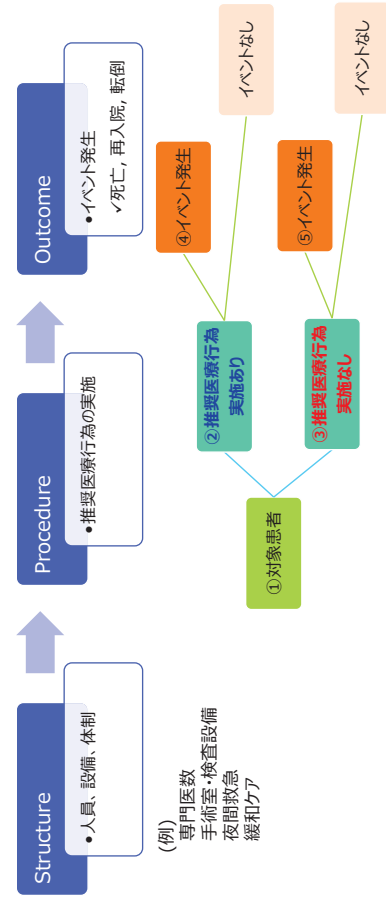 Structure
•人員、設備、体制
(例)
専門医数
手術室・検査設備
夜間救急
緩和ケア
Procedure
•推奨医療行為の実施
Outcome
•イベント発生
✓死亡, 再入院, 転倒
①対象患者
②推奨医療行為
実施あり
③推奨医療行為
実施なし
④イベント発生
イベントなし
⑤イベント発生
イベントなし